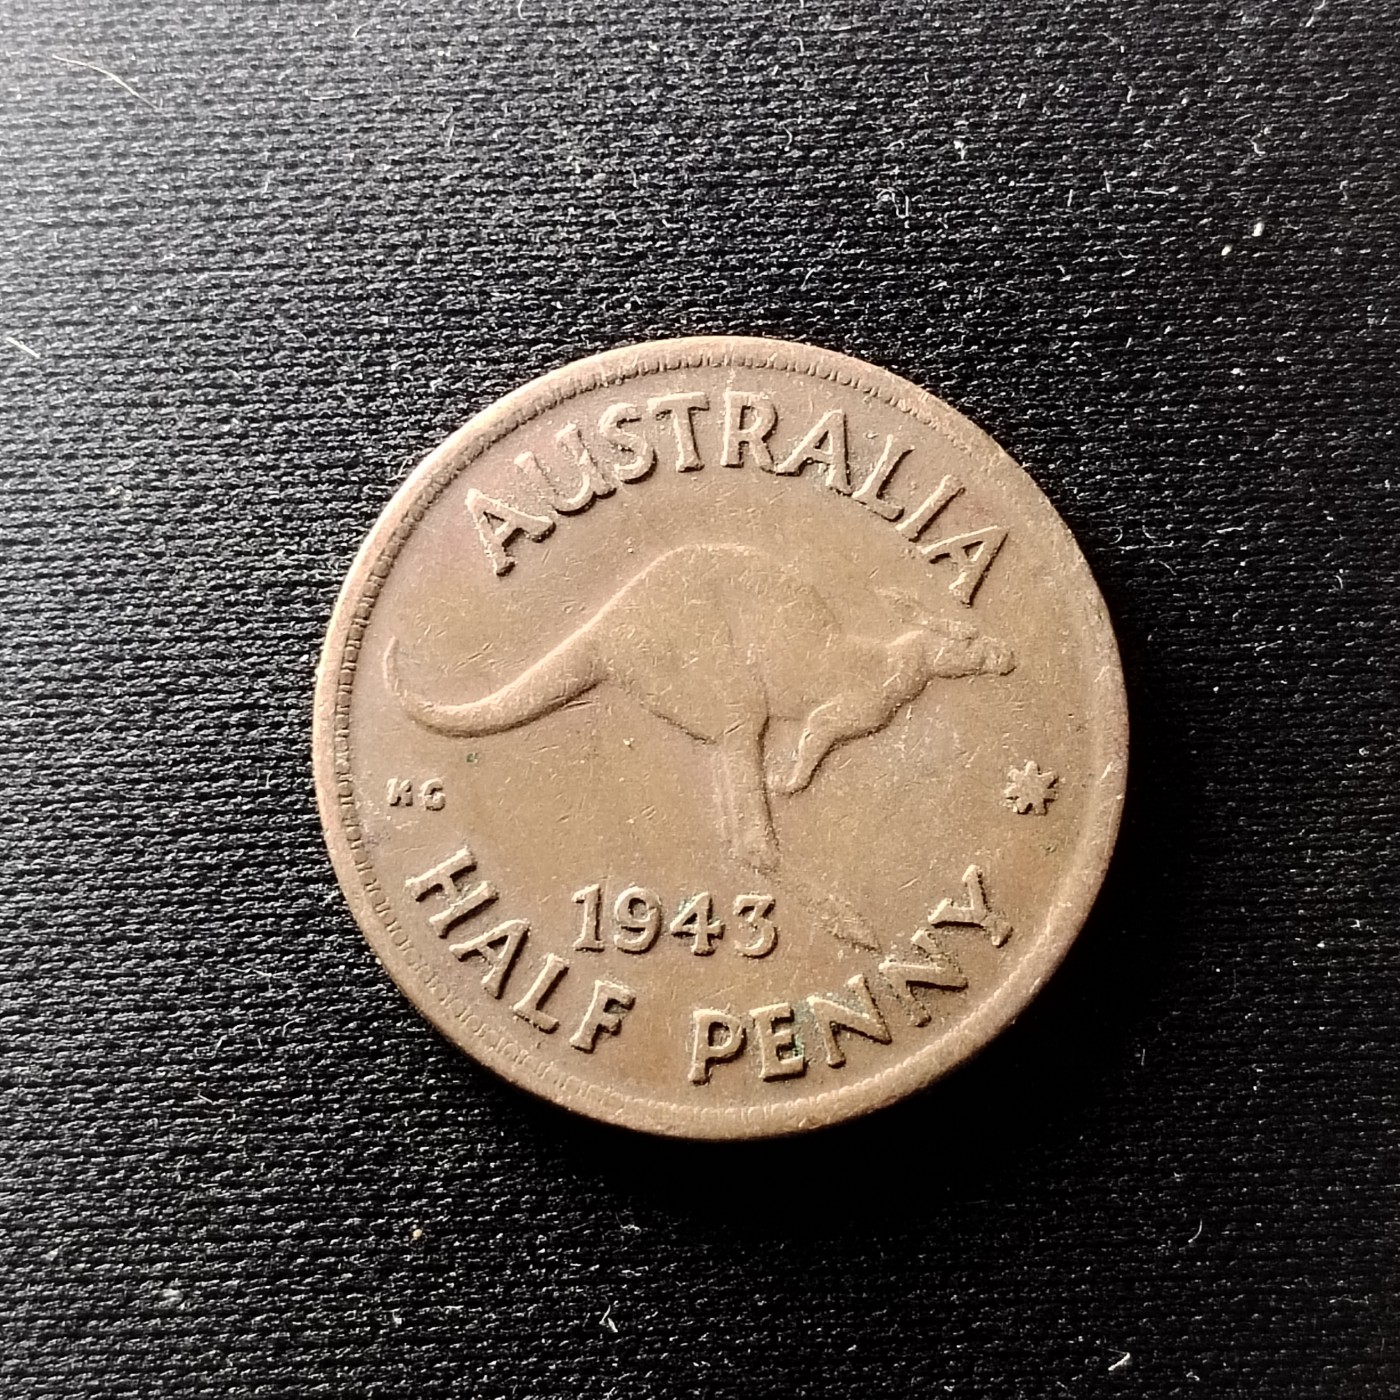 AUSTRALIA
KG
1943
HALF PENNY